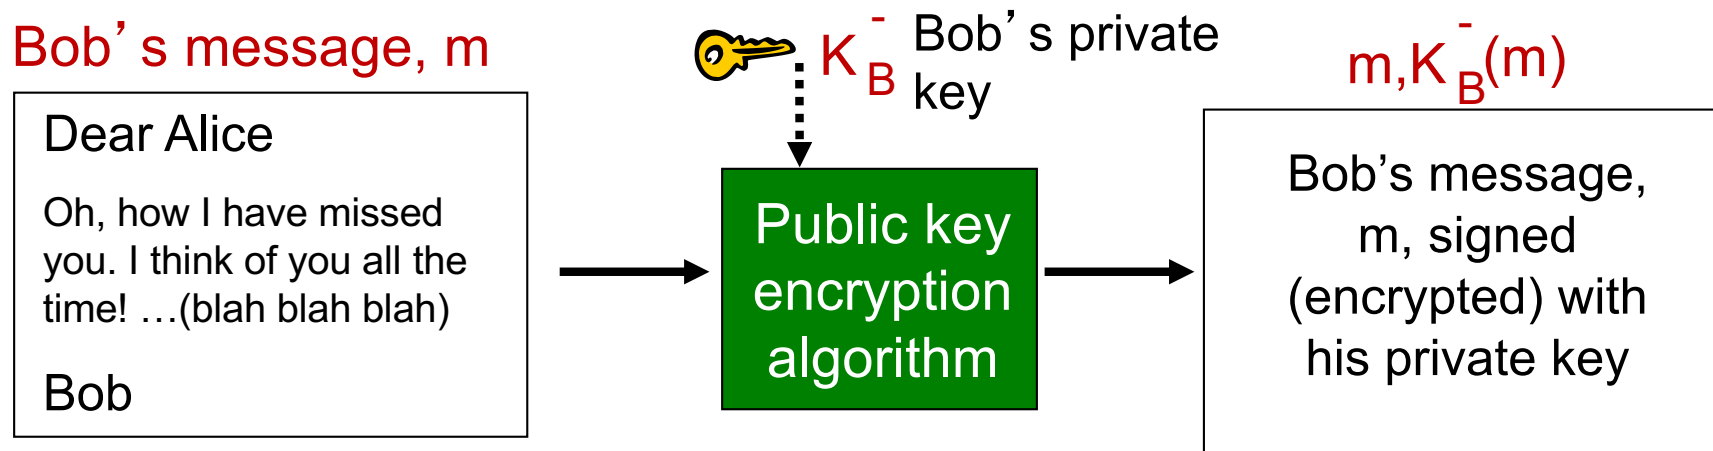 Bob’s message, m
Dear Alice
Oh, how I have missed
you. I think of you all the
time! …(blah blah blah)
Bob
K B - Bob’s private
key
Public key
encryption
algorithm
m,K B - (m)
Bob’s message,
m, signed
(encrypted) with
his private key